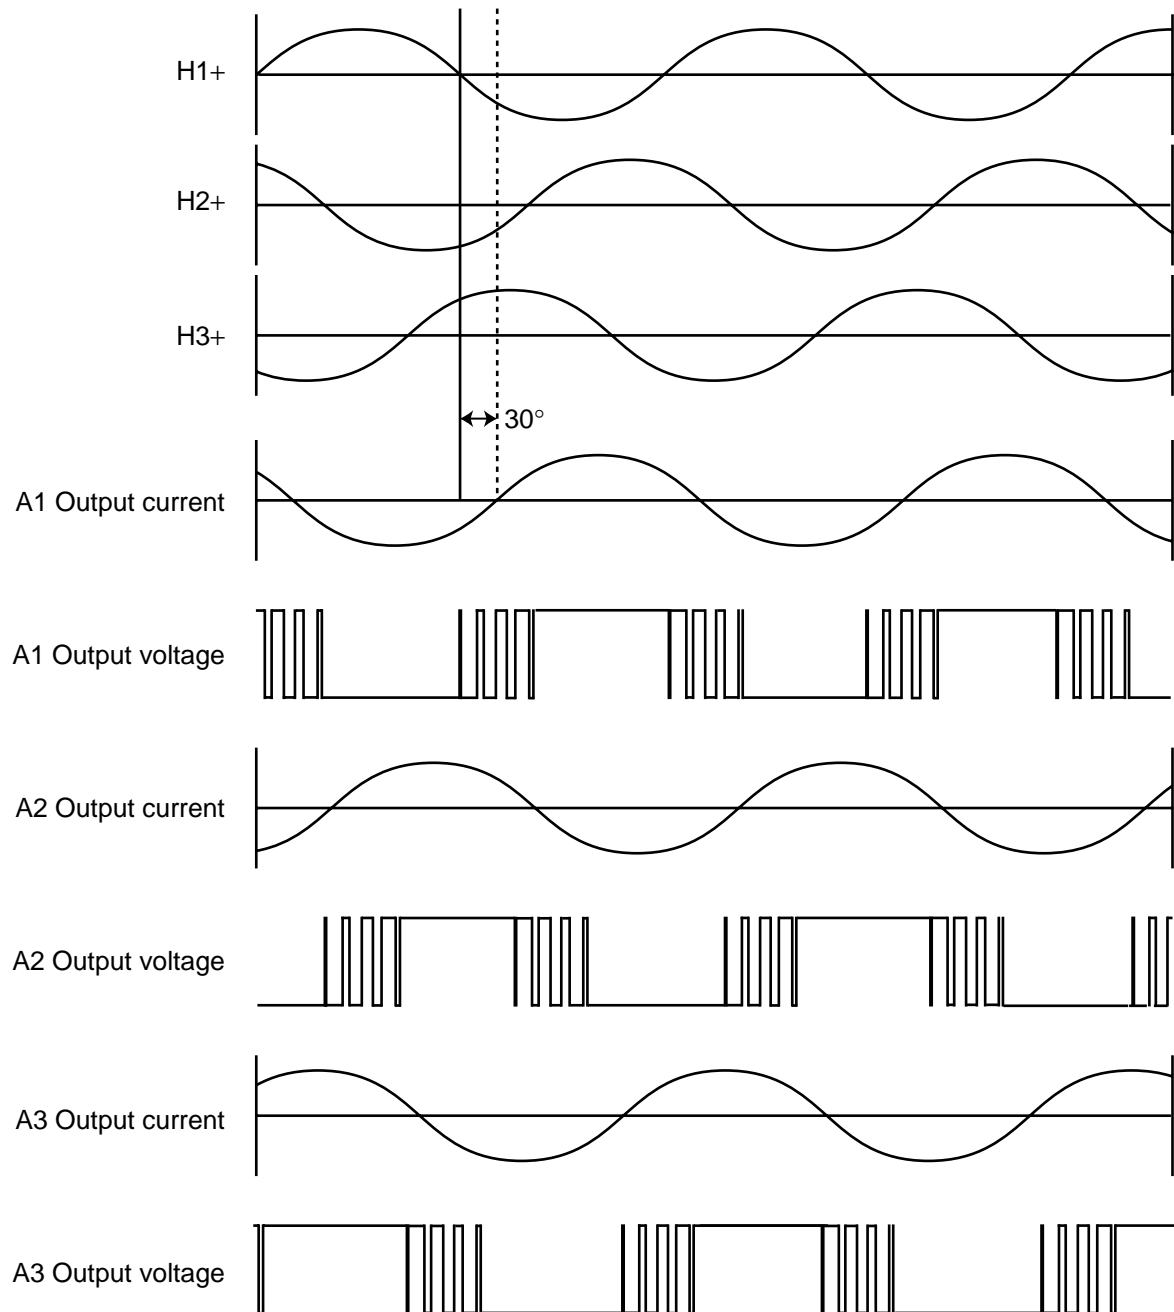 H1+
H2+
H3+
30°
A1 Output current
A1 Output voltage
A2 Output current
A2 Output voltage
A3 Output current
A3 Output voltage